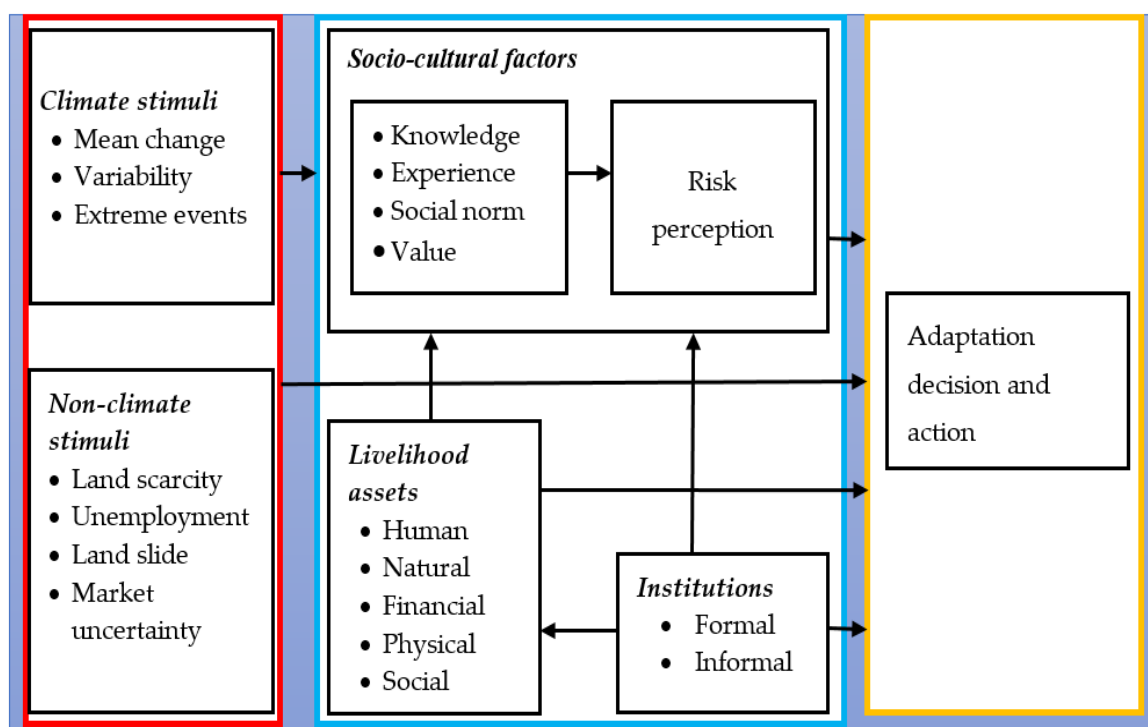 Climate stimuli
• Mean change
• Variability
• Extreme events
Non-climate
stimuli
• Land scarcity
• Unemployment
• Land slide
• Market
uncertainty
Socio-cultural factors
• Knowledge
• Experience
• Social norm
• Value
Risk
perception
Livelihood
assets
• Human
• Natural
• Financial
• Physical
• Social
Institutions
• Formal
• Informal
Adaptation
decision and
action